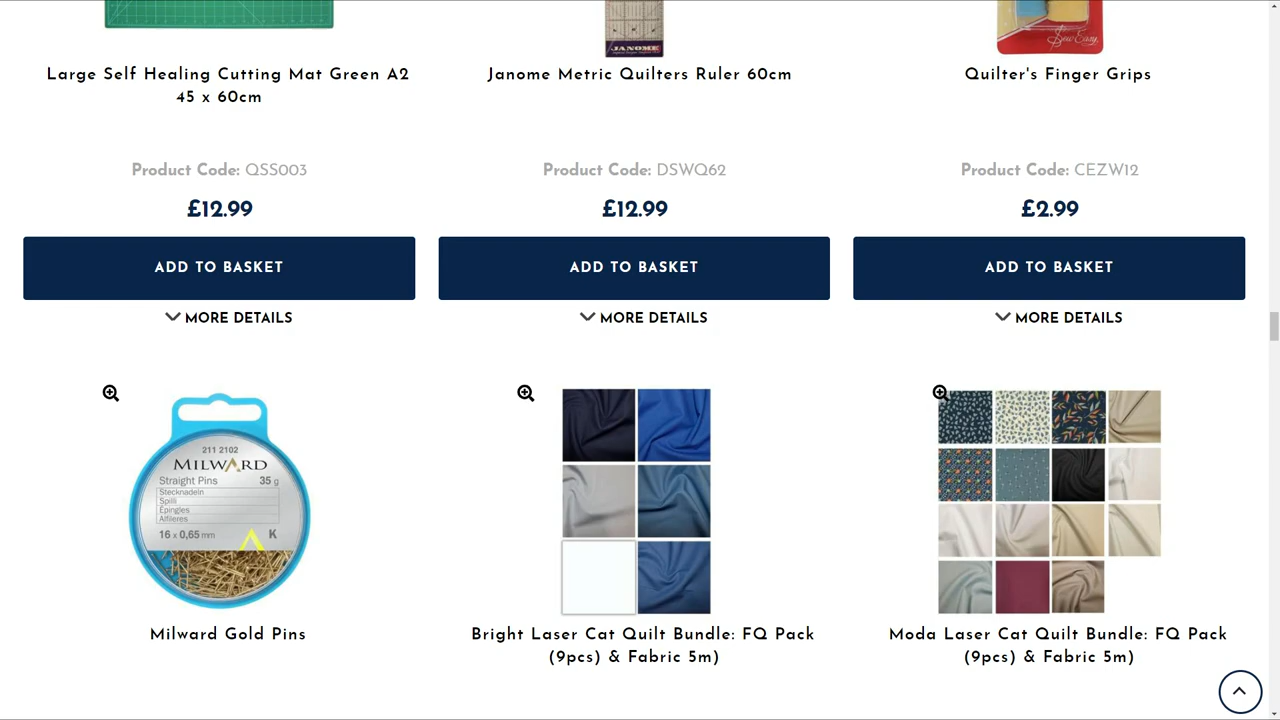 JANOME
Sew Easy
Large Self Healing Cutting Mat Green A2
45 x 60cm
Janome Metric Quilters Ruler 60cm
Quilter's Finger Grips
Product Code: QSS003
Product Code: DSWQ62
Product Code: CEZW12
£12.99
£12.99
£2.99
ADD TO BASKET
ADD TO BASKET
ADD TO BASKET
MORE DETAILS
MORE DETAILS
MORE DETAILS
211 2102
MILWARD
Straight Pins 35 g
Stecknadeln
Spilli
Épingles
Alfileres
16 x 0,65 mm K
Milward Gold Pins
Bright Laser Cat Quilt Bundle: FQ Pack
(9pcs) & Fabric 5m)
Moda Laser Cat Quilt Bundle: FQ Pack
(9pcs) & Fabric 5m)